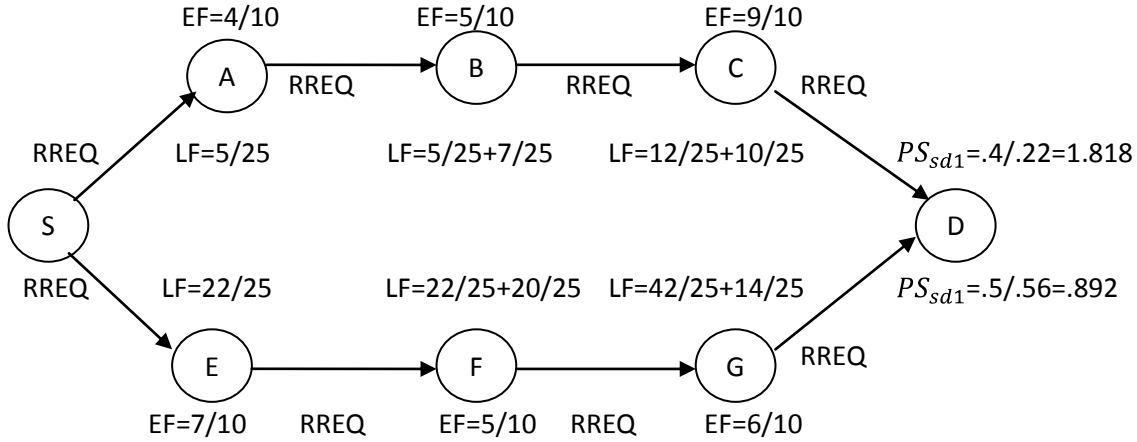 EF=4/10 EF=5/10 EF=9/10
A B C
RREQ RREQ RREQ
RREQ LF=5/25 LF=5/25+7/25 LF=12/25+10/25 PS_sd1=.4/.22=1.818
S D
RREQ LF=22/25 LF=22/25+20/25 LF=42/25+14/25 PS_sd1=.5/.56=.892
E F G RREQ
EF=7/10 RREQ EF=5/10 RREQ EF=6/10